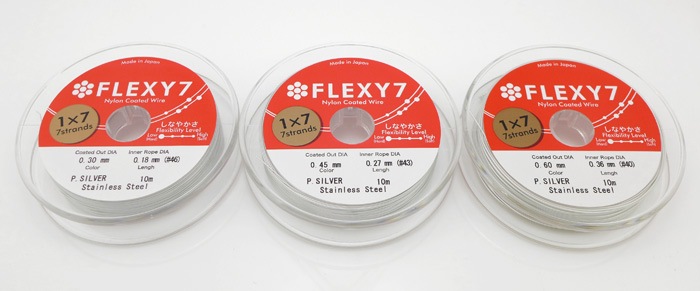 Made in Japan
FLEXY7
Nylon Coated Wire
1×7
7strands
しなやかさ
Flexibility Level
Low
High
Coated Out DIA
Inner Rope DIA
0.30 mm
0.18 mm (#46)
Color
Lengh
P.SILVER
10m
Stainless Steel
Made in Japan
FLEXY7
Nylon Coated Wire
1×7
7strands
しなやかさ
Flexibility Level
Low
High
Coated Out DIA
Inner Rope DIA
0.45 mm
0.27 mm (#43)
Color
Lengh
P.SILVER
10m
Stainless Steel
Made in Japan
FLEXY7
Nylon Coated Wire
1×7
7strands
しなやかさ
Flexibility Level
Low
High
Coated Out DIA
Inner Rope DIA
0.60 mm
0.36 mm (#40)
Color
Lengh
P.SILVER
10m
Stainless Steel